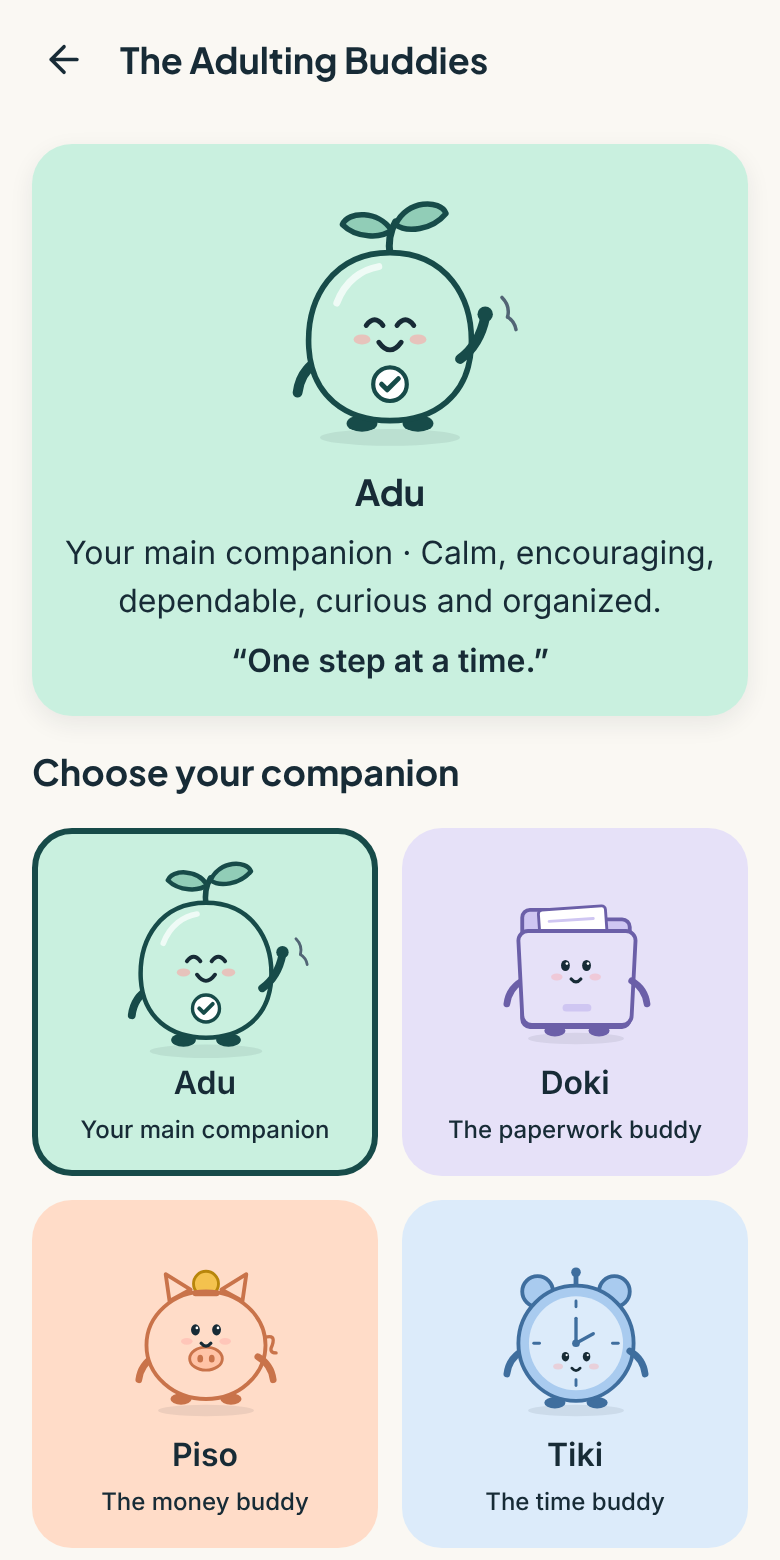 The Adulting Buddies
Adu
Your main companion · Calm, encouraging,
dependable, curious and organized.
“One step at a time.”
Choose your companion
Adu
Your main companion
Doki
The paperwork buddy
Piso
The money buddy
Tiki
The time buddy